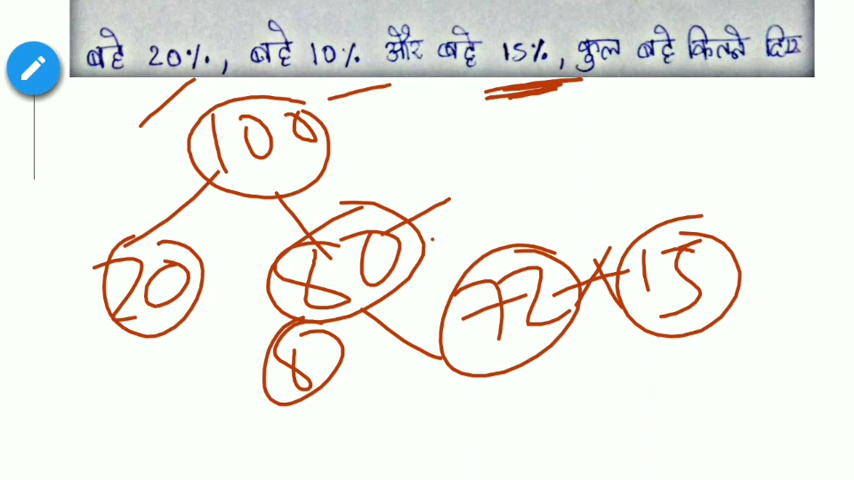 बट्टे 20%, बट्टे 10% और बट्टे 15%, कुल बट्टे कितने दिए
100
20 80 72 × 15
8